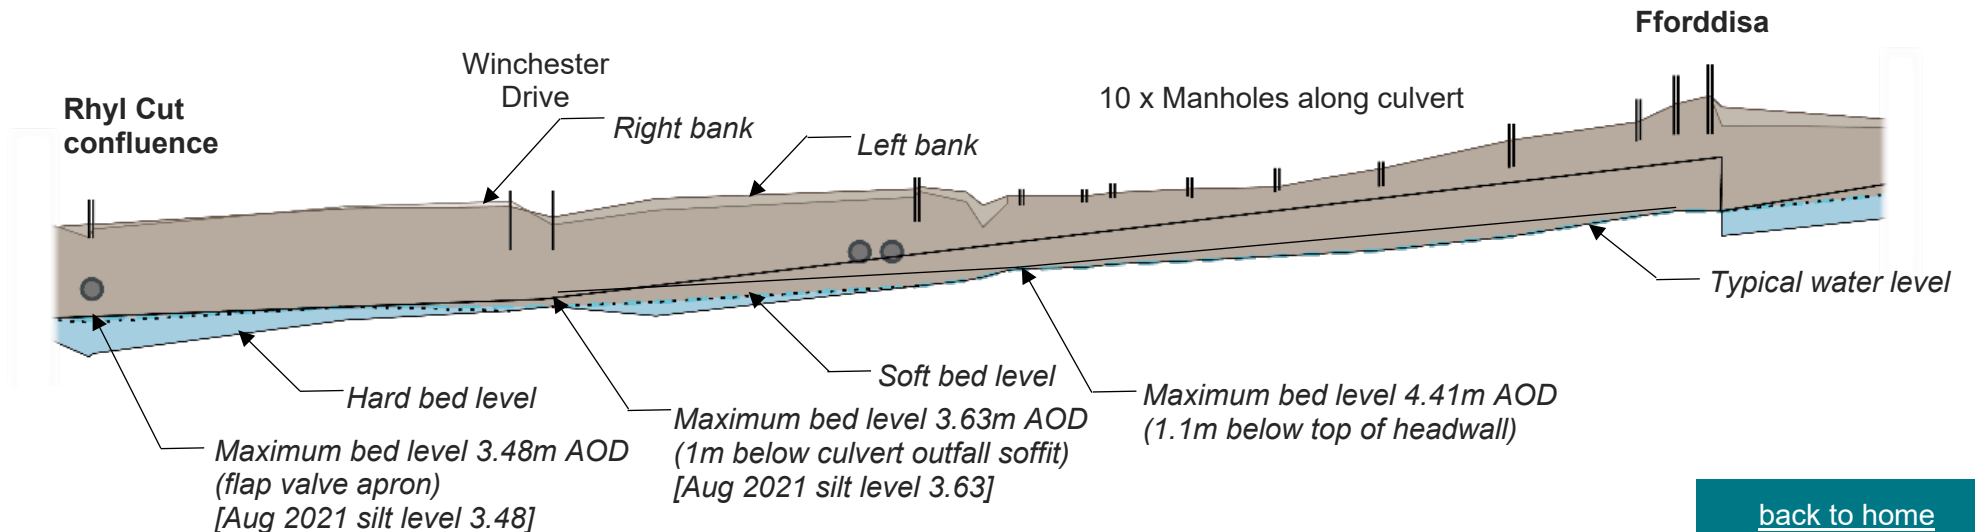 Fforddisa
Winchester
Drive
Rhyl Cut
confluence
10 x Manholes along culvert
Right bank
Left bank
Typical water level
Soft bed level
Hard bed level
Maximum bed level 4.41m AOD
(1.1m below top of headwall)
Maximum bed level 3.63m AOD
(1m below culvert outfall soffit)
[Aug 2021 silt level 3.63]
Maximum bed level 3.48m AOD
(flap valve apron)
[Aug 2021 silt level 3.48]
back to home